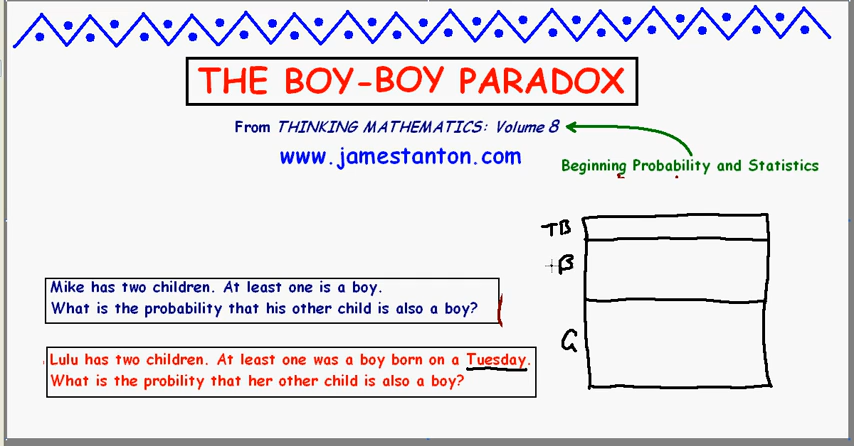 THE BOY-BOY PARADOX
From THINKING MATHEMATICS: Volume 8
www.jamestanton.com
Beginning Probability and Statistics
TB
B
G
Mike has two children. At least one is a boy.
What is the probability that his other child is also a boy?
Lulu has two children. At least one was a boy born on a Tuesday.
What is the probility that her other child is also a boy?